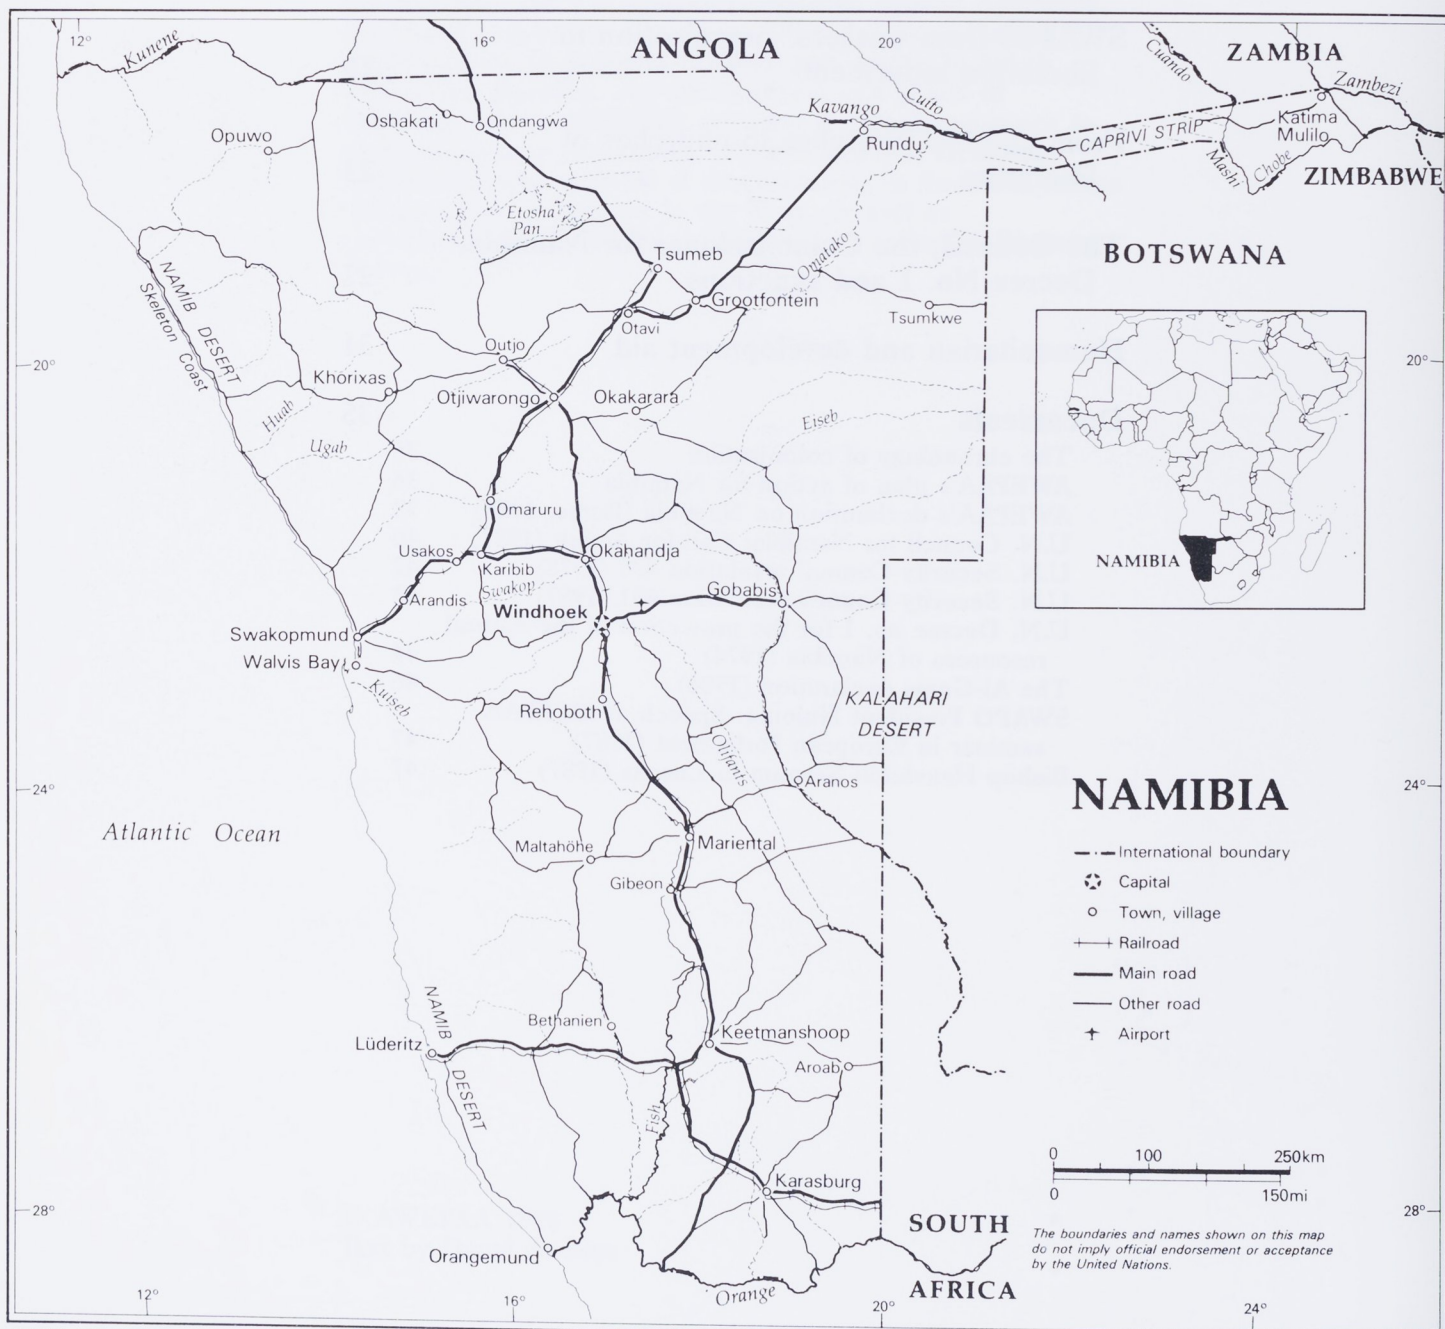 12°
16°
20°
Kunene
ANGOLA
ZAMBIA
Cuando
Zambezi
Cuíto
Kavango
Oshakati
Ondangwa
Opuwo
Rundu
CAPRIVI STRIP
Katima
Mulilo
Mashi
Chobe
ZIMBABWE
Etosha
Pan
Omatako
BOTSWANA
Tsumeb
Grootfontein
Tsumkwe
Otavi
NAMIB DESERT
Skeleton Coast
Outjo
20°
20°
Khorixas
Otjiwarongo
Okakarara
Huab
Ugab
Eiseb
Omaruru
Usakos
Karibib
Okahandja
NAMIBIA
Swakop
Gobabis
Arandis
Windhoek
Swakopmund
Walvis Bay
Kuiseb
Rehoboth
KALAHARI
DESERT
Olifants
Aranos
24°
24°
NAMIBIA
Atlantic Ocean
Maltahöhe
Mariental
Gibeon
International boundary
Capital
Town, village
Railroad
Main road
Other road
Airport
NAMIB
DESERT
Bethanien
Keetmanshoop
Lüderitz
Aroab
Fish
Karasburg
0 100 250km
0 150mi
28°
28°
SOUTH
AFRICA
The boundaries and names shown on this map
do not imply official endorsement or acceptance
by the United Nations.
Orangemund
Orange
12°
16°
20°
24°